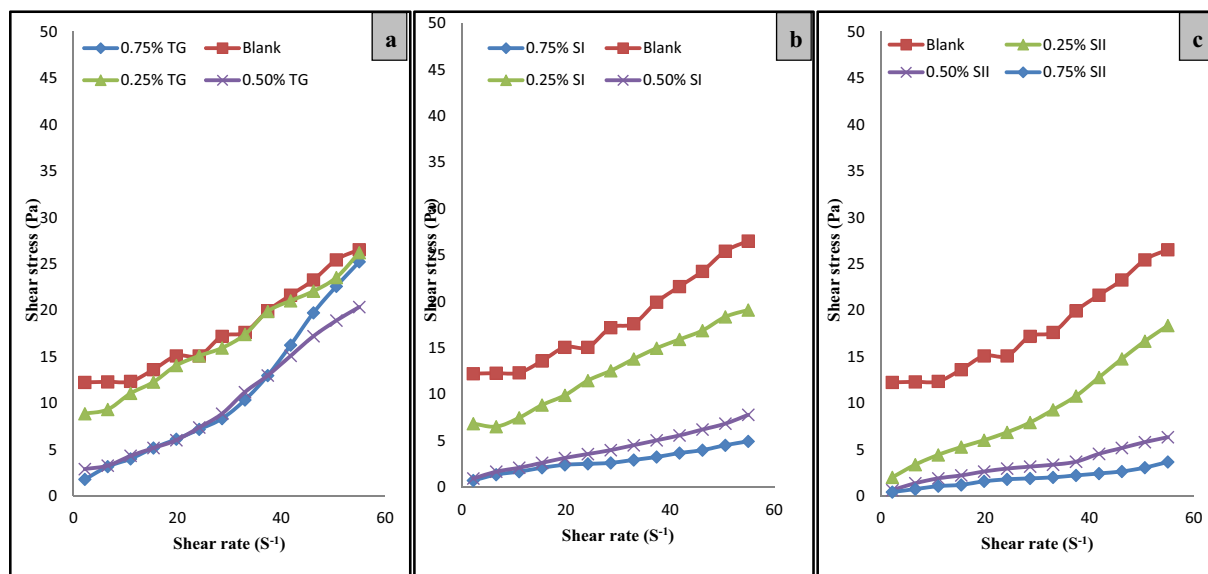 a
0.75% TG Blank
0.25% TG 0.50% TG
50
45
40
35
30
25
20
15
10
5
0
0 20 40 60
Shear stress (Pa)
Shear rate (S⁻¹)
b
0.75% SI Blank
0.25% SI 0.50% SI
50
45
40
35
30
25
20
15
10
5
0
0 20 40 60
Shear stress (Pa)
Shear rate (S⁻¹)
c
Blank 0.25% SII
0.50% SII 0.75% SII
50
45
40
35
30
25
20
15
10
5
0
0 20 40 60
Shear stress (Pa)
Shear rate (S⁻¹)